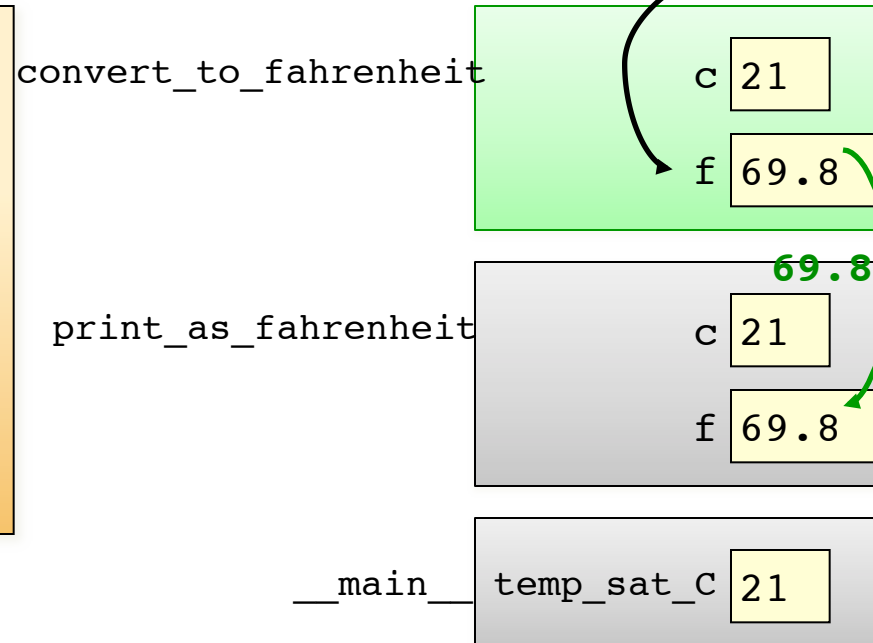 convert_to_fahrenheit c 21
f 69.8
69.8
print_as_fahrenheit c 21
f 69.8
__main__ temp_sat_C 21